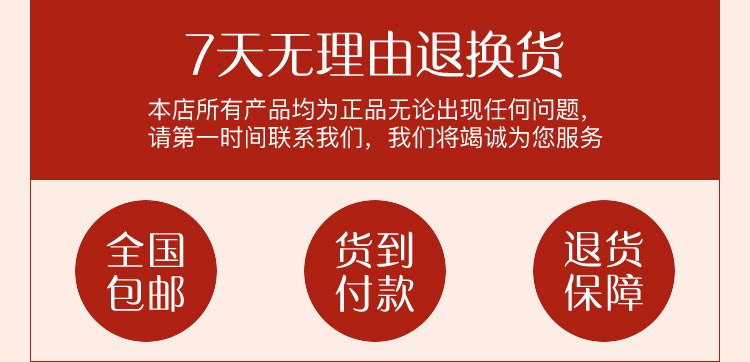 7天无理由退换货
本店所有产品均为正品无论出现任何问题，
请第一时间联系我们，我们将竭诚为您服务
全国
包邮
货到
付款
退货
保障